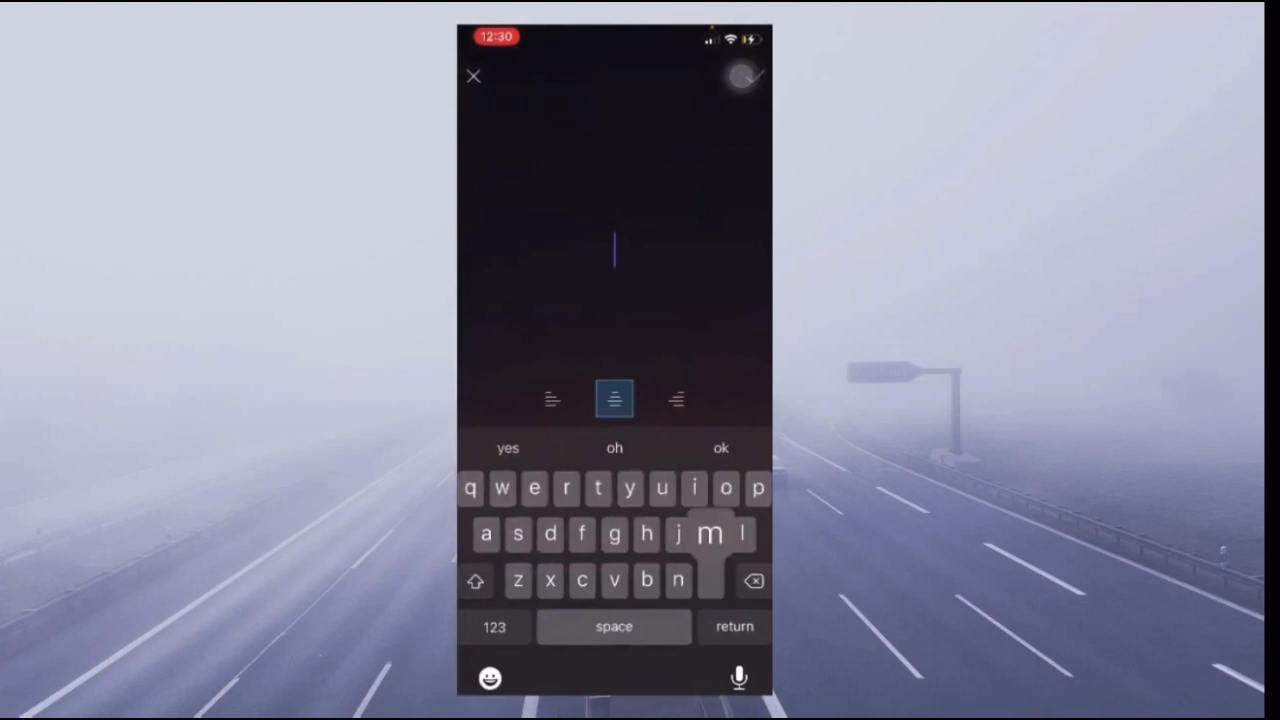 12:30
yes oh ok
q w e r t y u i o p
a s d f g h j m l
z x c v b n
123 space return